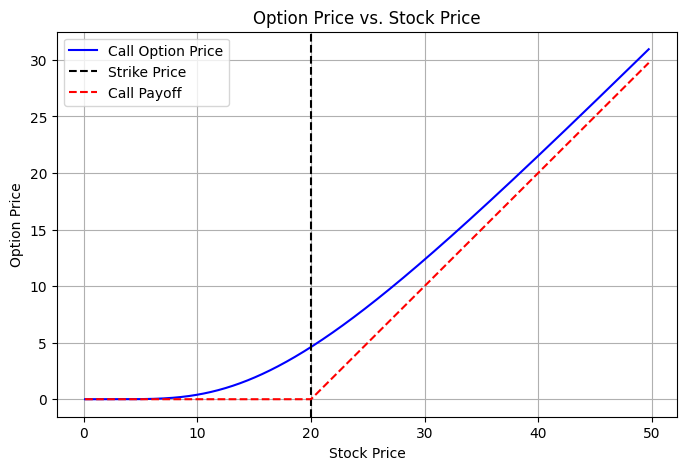 Option Price vs. Stock Price
Call Option Price
Strike Price
Call Payoff
Option Price
30
25
20
15
10
5
0
0 10 20 30 40 50
Stock Price